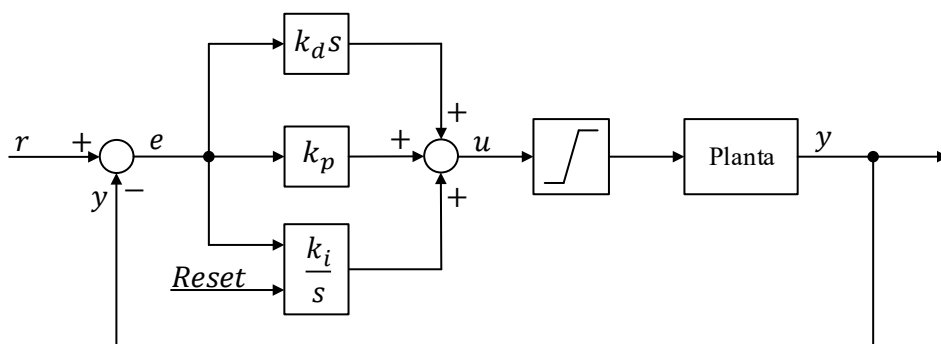 k_d s
r + e + k_p + u Planta y
y −
+
+
k_i
s
Reset